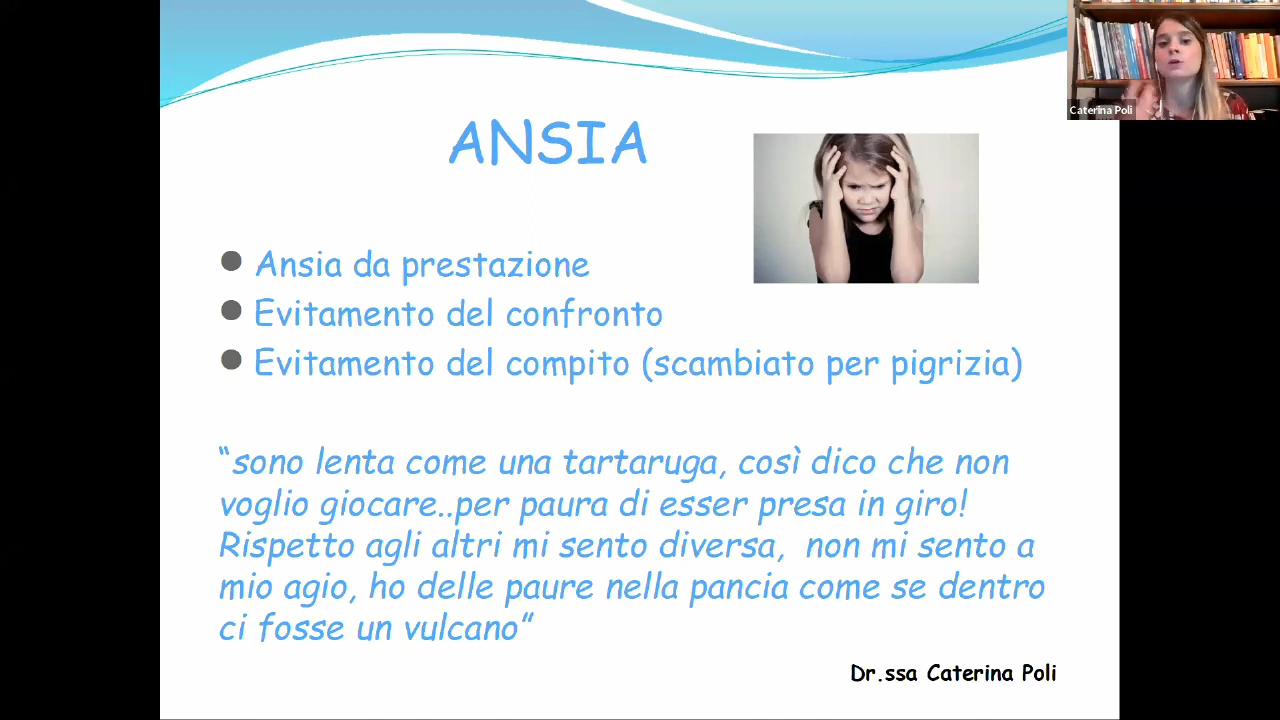 Caterina Poli
ANSIA
Ansia da prestazione
Evitamento del confronto
Evitamento del compito (scambiato per pigrizia)
“sono lenta come una tartaruga, così dico che non
voglio giocare..per paura di esser presa in giro!
Rispetto agli altri mi sento diversa, non mi sento a
mio agio, ho delle paure nella pancia come se dentro
ci fosse un vulcano”
Dr.ssa Caterina Poli